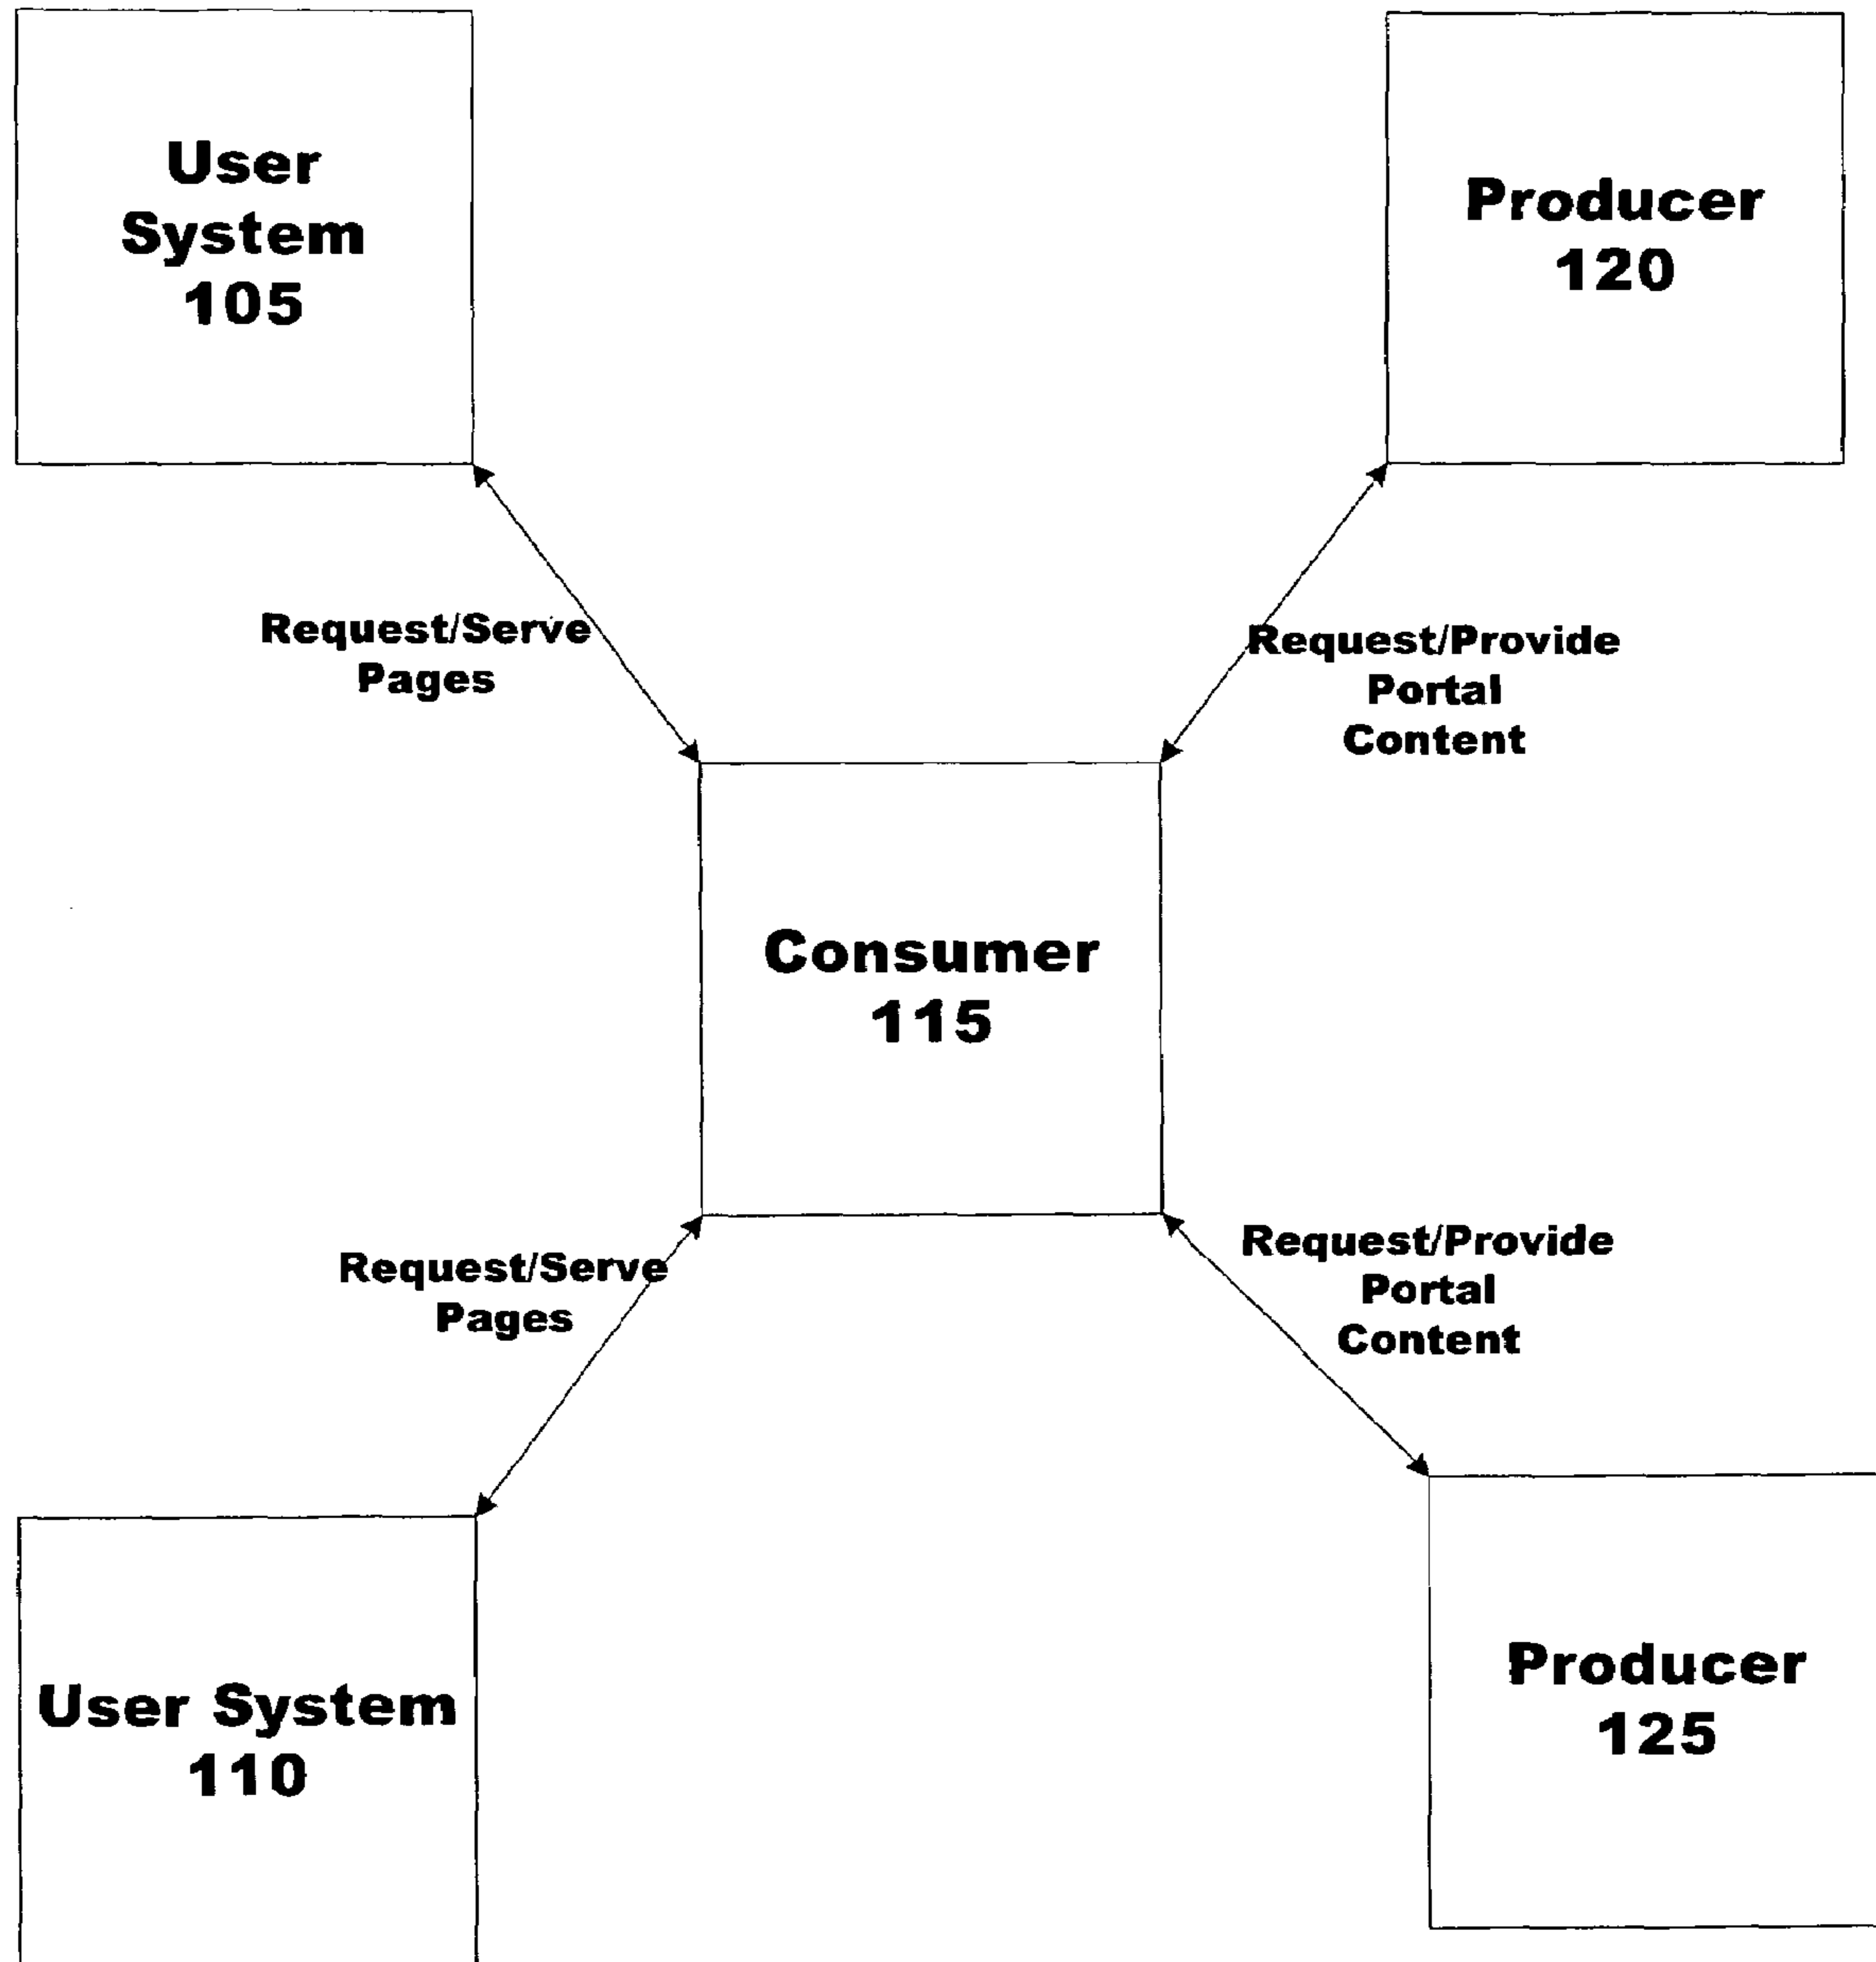 User
System
105
Producer
120
Request/Serve
Pages
Request/Provide
Portal
Content
Consumer
115
Request/Serve
Pages
Request/Provide
Portal
Content
User System
110
Producer
125